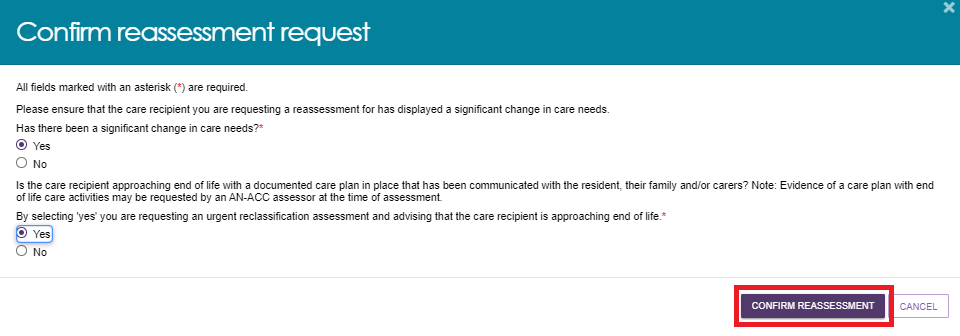 Confirm reassessment request
All fields marked with an asterisk (*) are required.
Please ensure that the care recipient you are requesting a reassessment for has displayed a significant change in care needs.
Has there been a significant change in care needs?*
Yes
No
Is the care recipient approaching end of life with a documented care plan in place that has been communicated with the resident, their family and/or carers? Note: Evidence of a care plan with end
of life care activities may be requested by an AN-ACC assessor at the time of assessment.
By selecting 'yes' you are requesting an urgent reclassification assessment and advising that the care recipient is approaching end of life.*
Yes
No
CONFIRM REASSESSMENT CANCEL